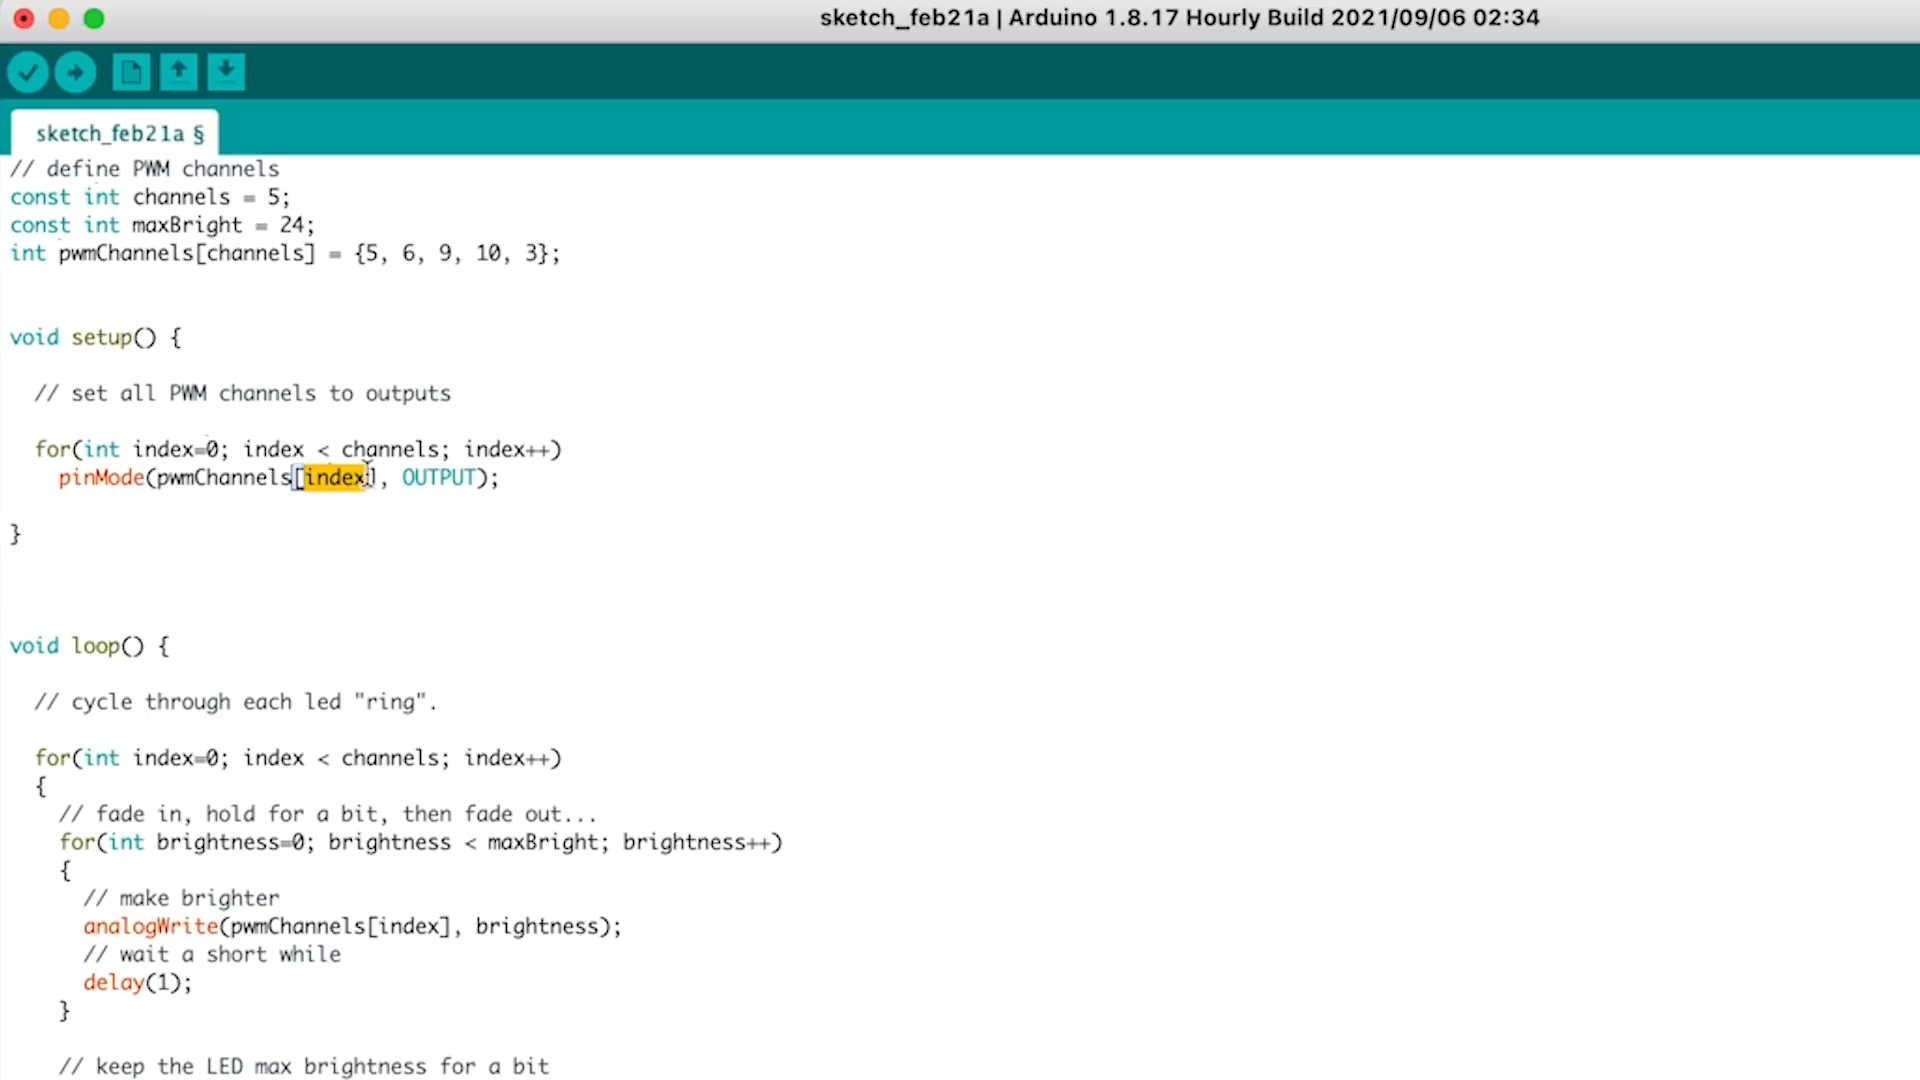 sketch_feb21a | Arduino 1.8.17 Hourly Build 2021/09/06 02:34
sketch_feb21a §
// define PWM channels
const int channels = 5;
const int maxBright = 24;
int pwmChannels[channels] = {5, 6, 9, 10, 3};
void setup() {
// set all PWM channels to outputs
for(int index=0; index < channels; index++)
pinMode(pwmChannels[index], OUTPUT);
}
void loop() {
// cycle through each led "ring".
for(int index=0; index < channels; index++)
{
// fade in, hold for a bit, then fade out...
for(int brightness=0; brightness < maxBright; brightness++)
{
// make brighter
analogWrite(pwmChannels[index], brightness);
// wait a short while
delay(1);
}
// keep the LED max brightness for a bit